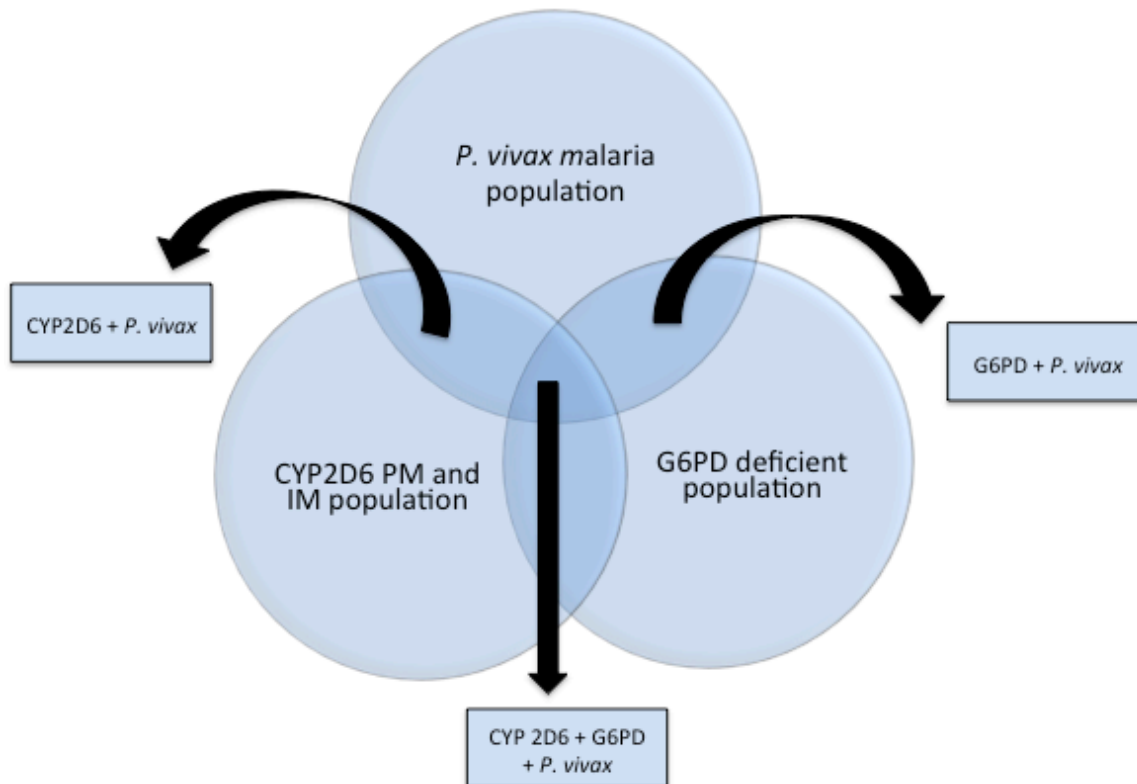 P. vivax malaria
population
CYP2D6 + P. vivax
G6PD + P. vivax
CYP2D6 PM and
IM population
G6PD deficient
population
CYP 2D6 + G6PD
+ P. vivax